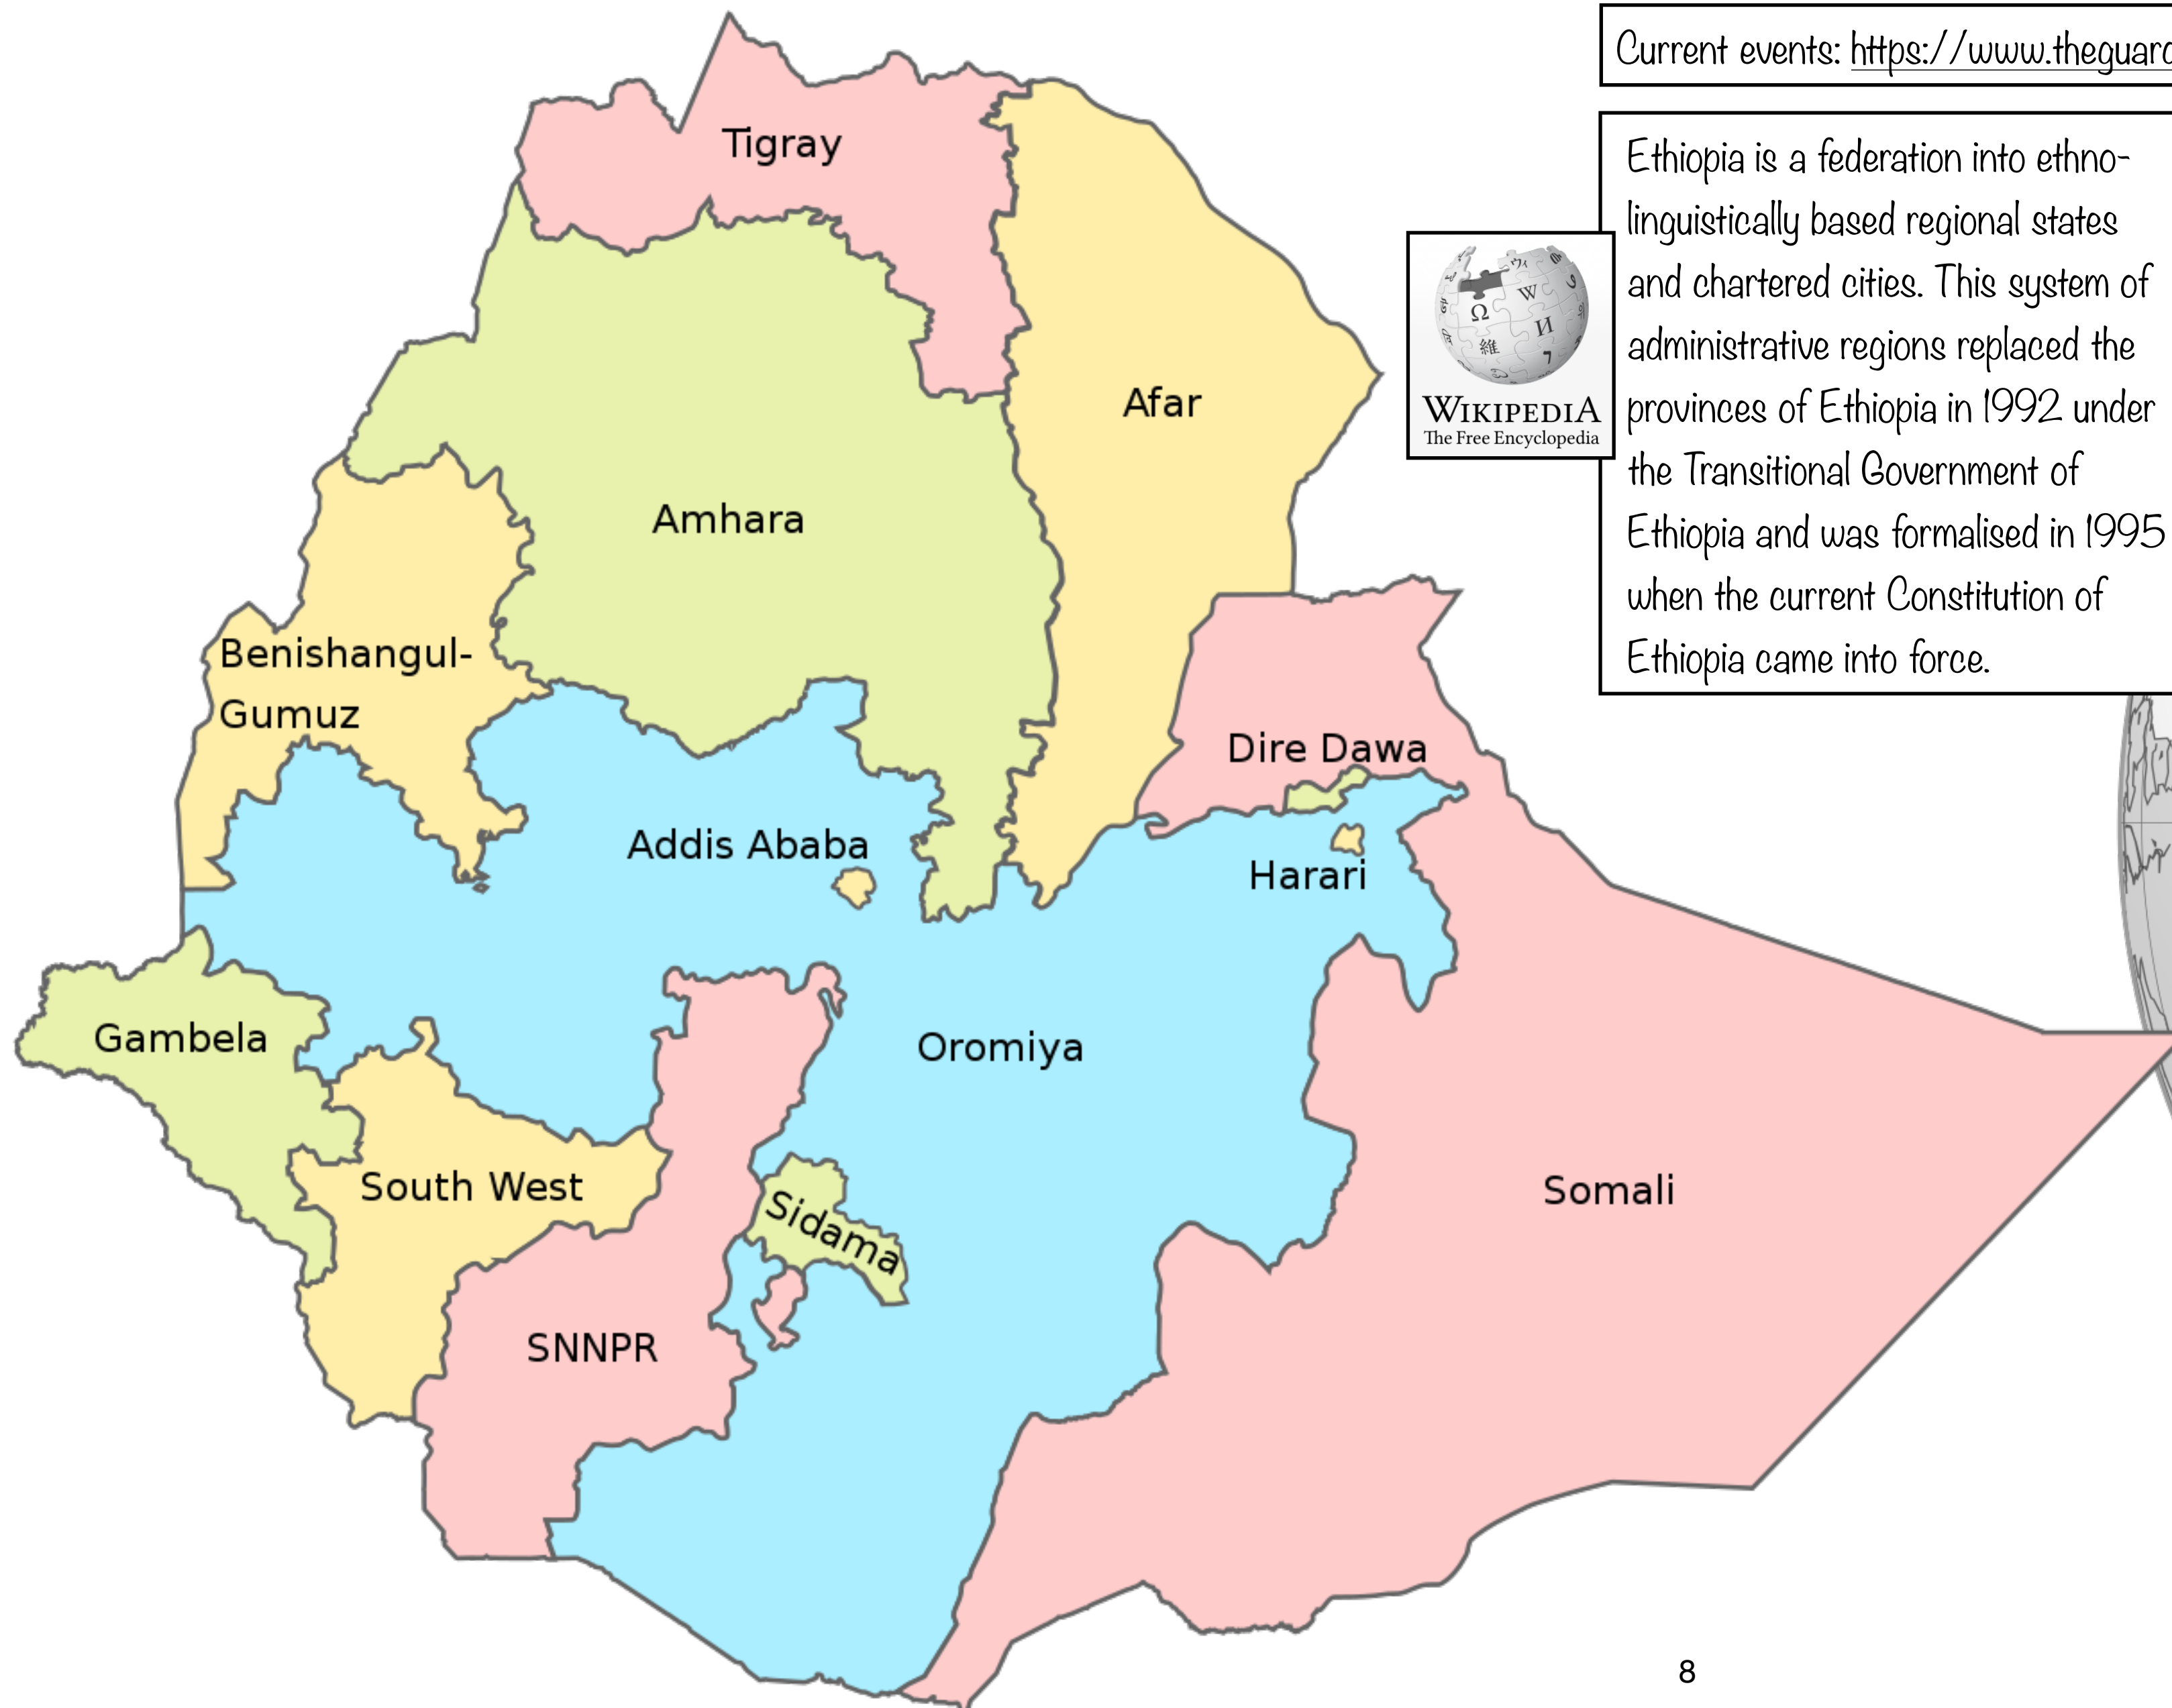 Current events: https://www.theguard
Ethiopia is a federation into ethno-
linguistically based regional states
and chartered cities. This system of
administrative regions replaced the
provinces of Ethiopia in 1992 under
the Transitional Government of
Ethiopia and was formalised in 1995
when the current Constitution of
Ethiopia came into force.
WIKIPEDIA
The Free Encyclopedia
Tigray
Afar
Amhara
Benishangul-
Gumuz
Dire Dawa
Addis Ababa
Harari
Gambela
Oromiya
South West
Somali
Sidama
SNNPR
8